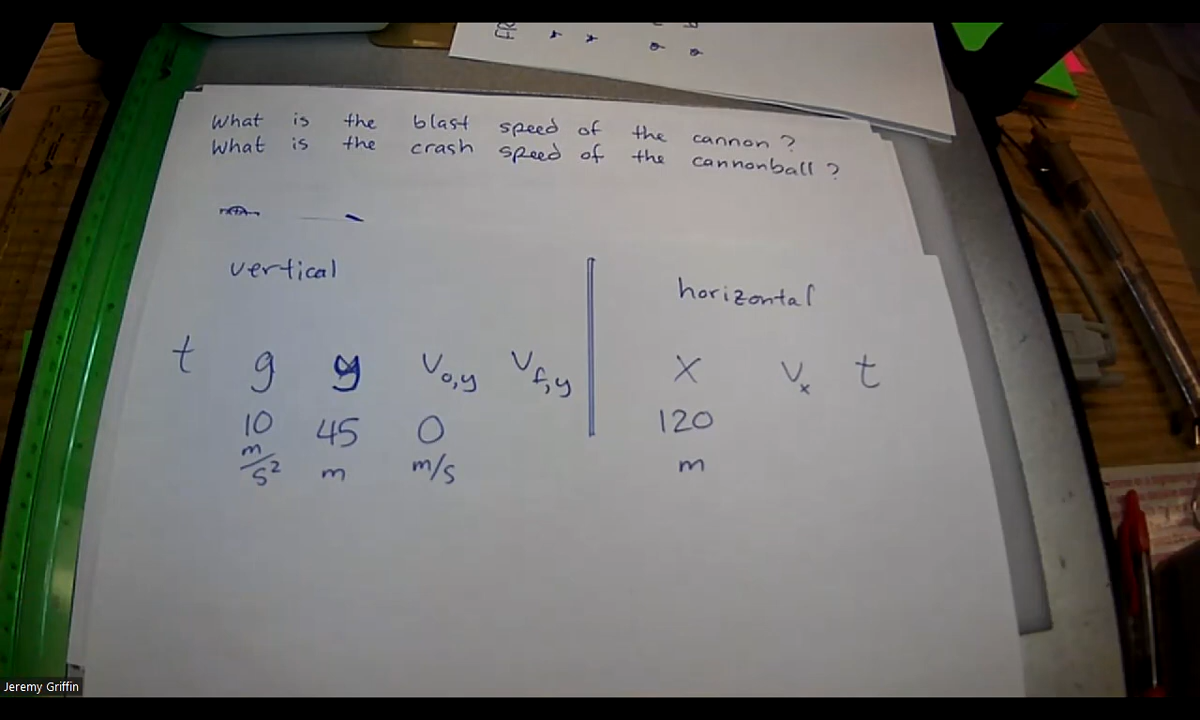 What is the blast speed of the cannon?
What is the crash speed of the cannonball?
vertical
horizontal
t g y V₀,y V_f,y
X Vₓ t
10 m/s² 45 m 0 m/s
120 m
Jeremy Griffin